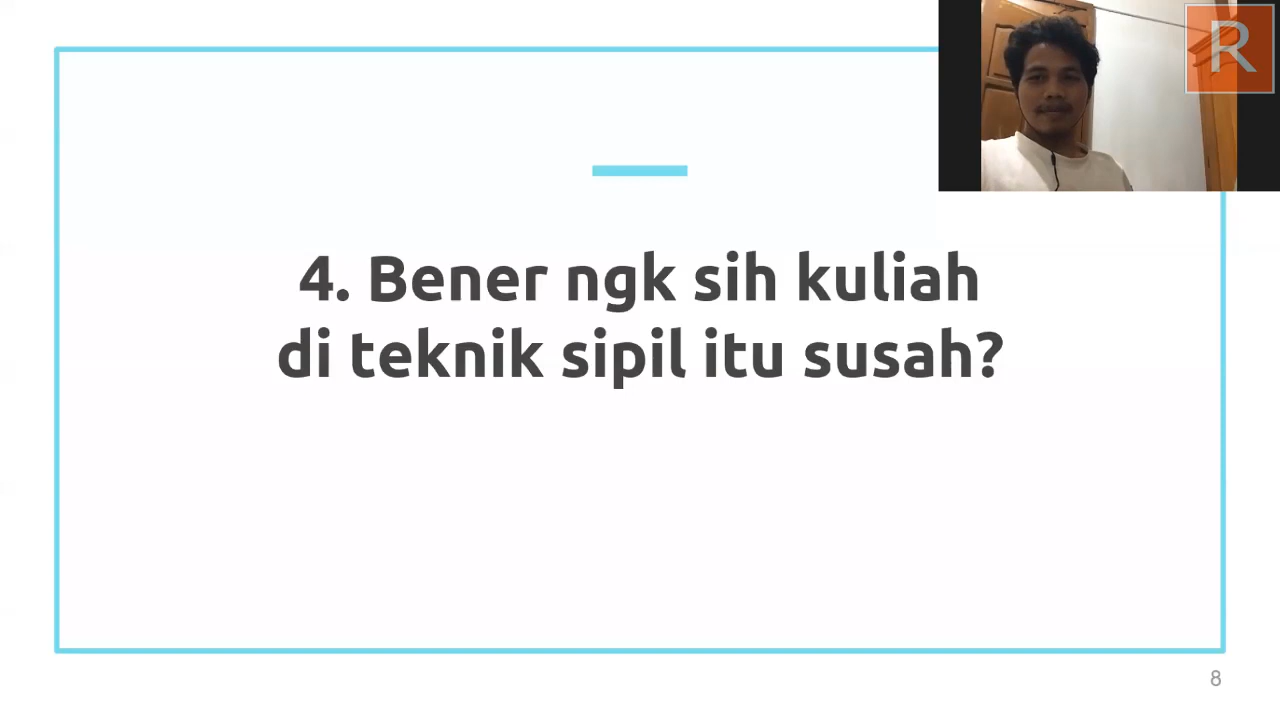 R
4. Bener ngk sih kuliah
di teknik sipil itu susah?
8